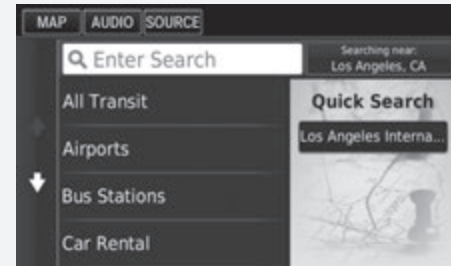 MAP AUDIO SOURCE
Enter Search
Searching near:
Los Angeles, CA
All Transit
Quick Search
Los Angeles Interna...
Airports
Bus Stations
Car Rental